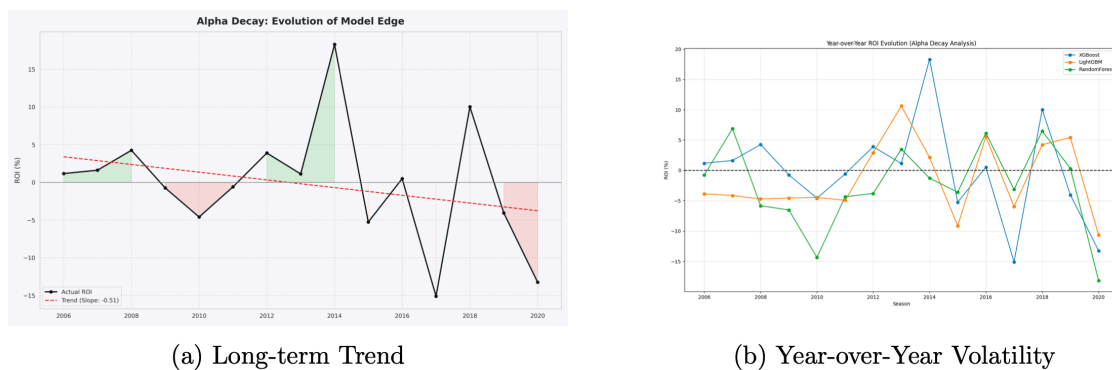 Alpha Decay: Evolution of Model Edge
15
10
5
0
−5
−10
−15
ROI (%)
Actual ROI
Trend (Slope: -0.51)
2006
2008
2010
2012
2014
2016
2018
2020
(a) Long-term Trend
Year-over-Year ROI Evolution (Alpha Decay Analysis)
XGBoost
LightGBM
RandomForest
20
15
10
5
0
−5
−10
−15
ROI (%)
2006
2008
2010
2012
2014
2016
2018
2020
Season
(b) Year-over-Year Volatility